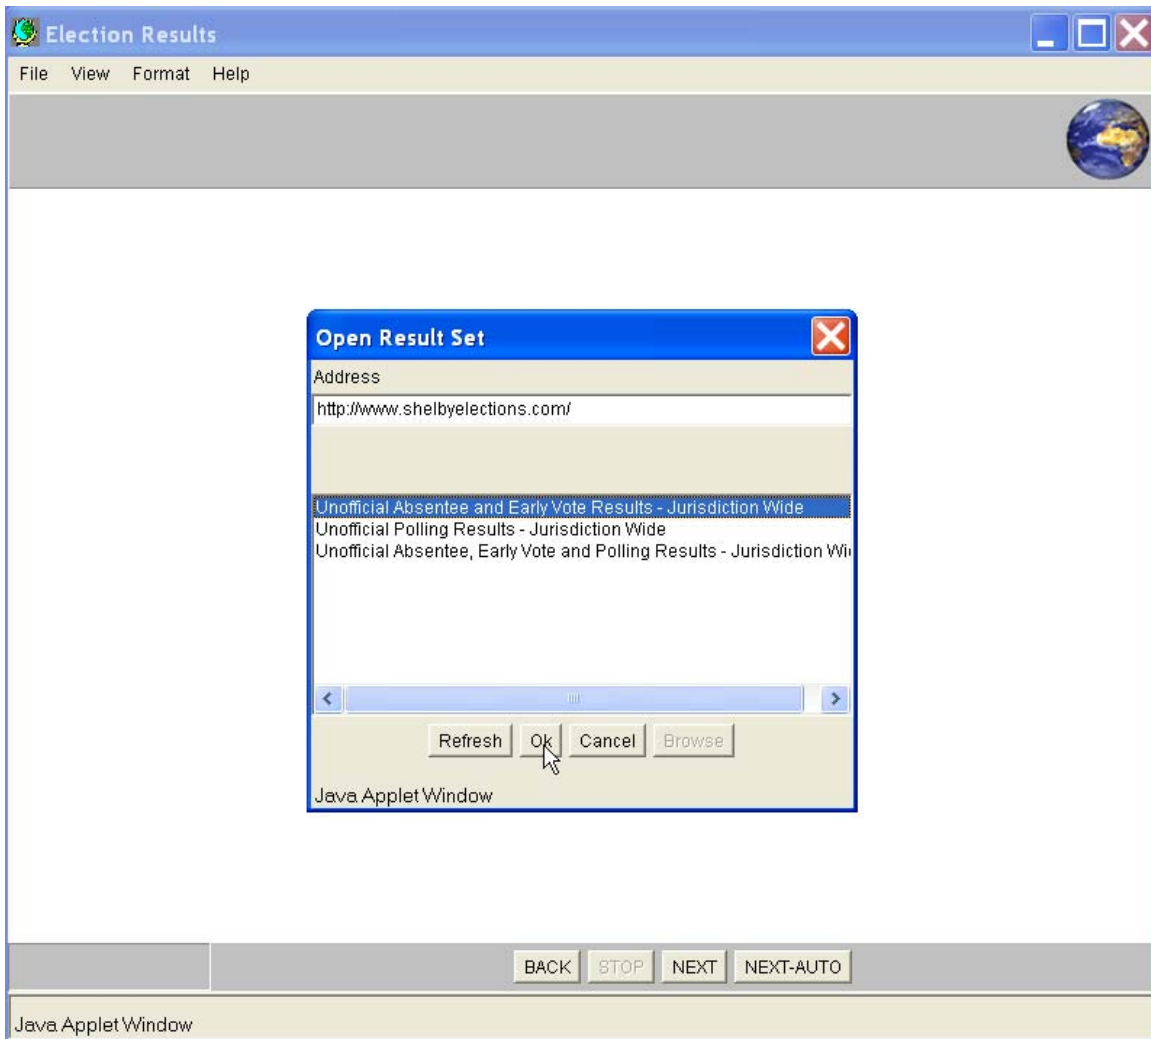 Election Results
File View Format Help
Open Result Set
Address
http://www.shelbyelections.com/
Unofficial Absentee and Early Vote Results - Jurisdiction Wide
Unofficial Polling Results - Jurisdiction Wide
Unofficial Absentee, Early Vote and Polling Results - Jurisdiction Wi
Refresh Ok Cancel Browse
Java Applet Window
BACK STOP NEXT NEXT-AUTO
Java Applet Window